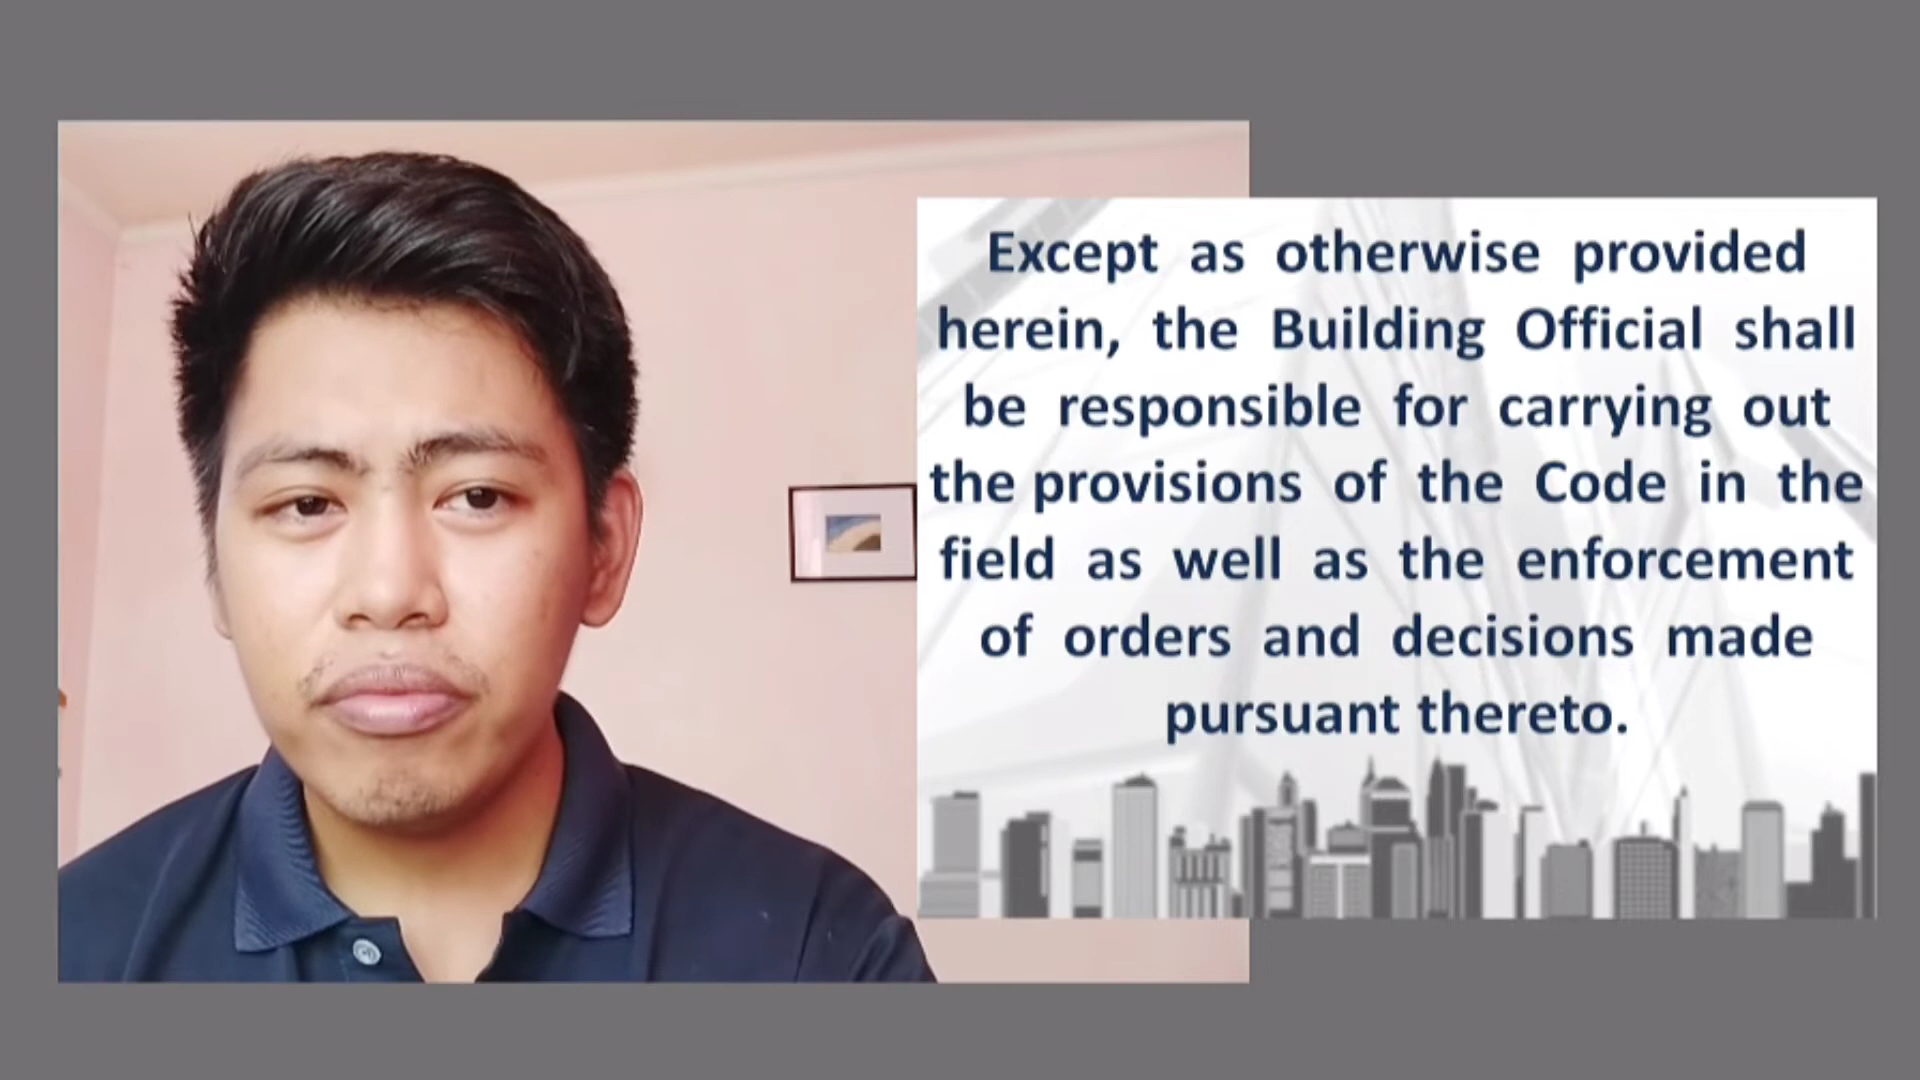 Except as otherwise provided
herein, the Building Official shall
be responsible for carrying out
the provisions of the Code in the
field as well as the enforcement
of orders and decisions made
pursuant thereto.